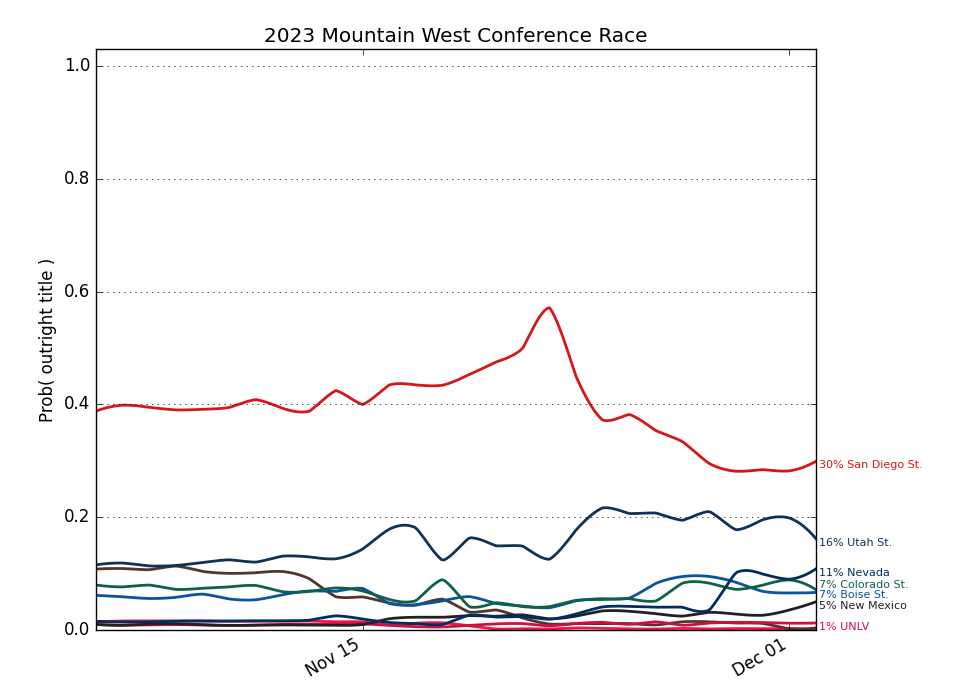 2023 Mountain West Conference Race
Prob( outright title )
1.0
0.8
0.6
0.4
0.2
0.0
Nov 15
Dec 01
30% San Diego St.
16% Utah St.
11% Nevada
7% Colorado St.
7% Boise St.
5% New Mexico
1% UNLV